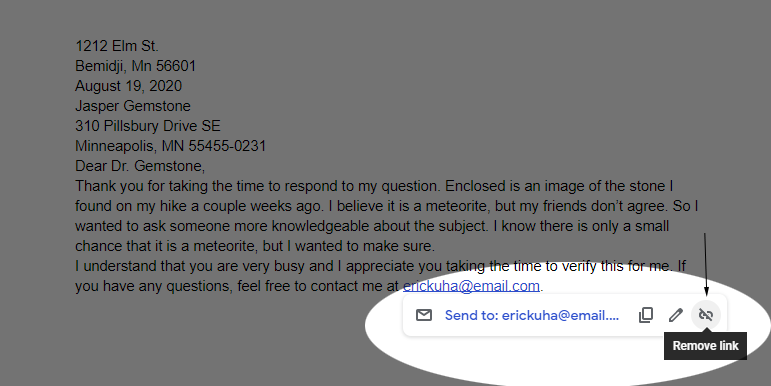 1212 Elm St.
Bemidji, Mn 56601
August 19, 2020
Jasper Gemstone
310 Pillsbury Drive SE
Minneapolis, MN 55455-0231
Dear Dr. Gemstone,
Thank you for taking the time to respond to my question. Enclosed is an image of the stone I
found on my hike a couple weeks ago. I believe it is a meteorite, but my friends don’t agree. So I
wanted to ask someone more knowledgeable about the subject. I know there is only a small
chance that it is a meteorite, but I wanted to make sure.
I understand that you are very busy and I appreciate you taking the time to verify this for me. If
you have any questions, feel free to contact me at erickuha@email.com.
Send to: erickuha@email....
Remove link